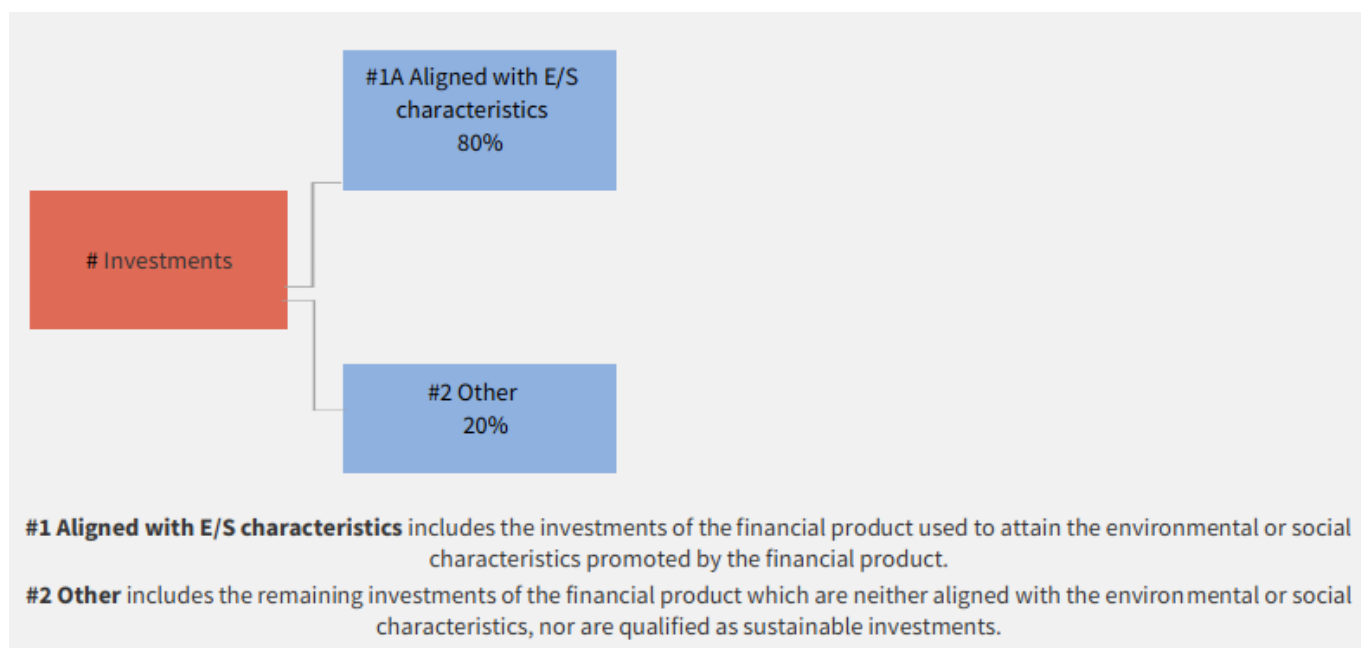 #1A Aligned with E/S
characteristics
80%
# Investments
#2 Other
20%
#1 Aligned with E/S characteristics includes the investments of the financial product used to attain the environmental or social
characteristics promoted by the financial product.
#2 Other includes the remaining investments of the financial product which are neither aligned with the environmental or social
characteristics, nor are qualified as sustainable investments.